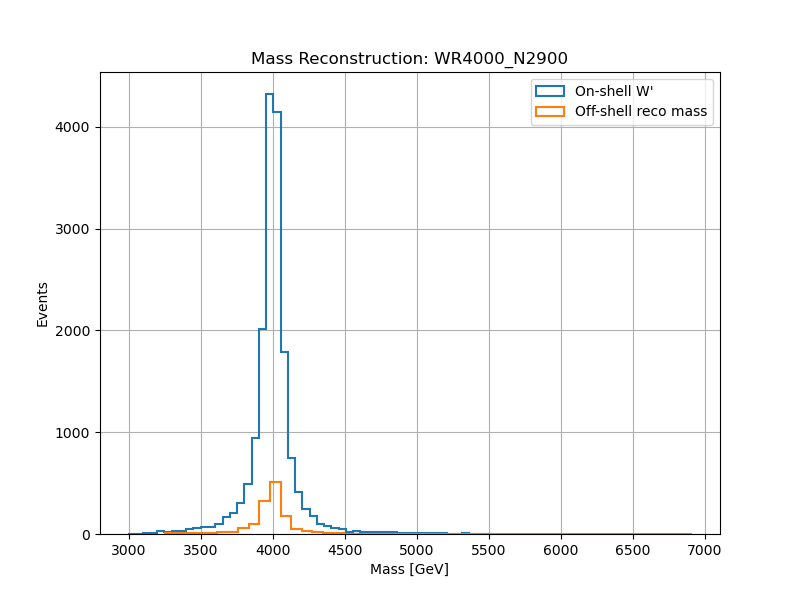 Mass Reconstruction: WR4000_N2900
On-shell W'
Off-shell reco mass
Events
4000
3000
2000
1000
0
3000 3500 4000 4500 5000 5500 6000 6500 7000
Mass [GeV]